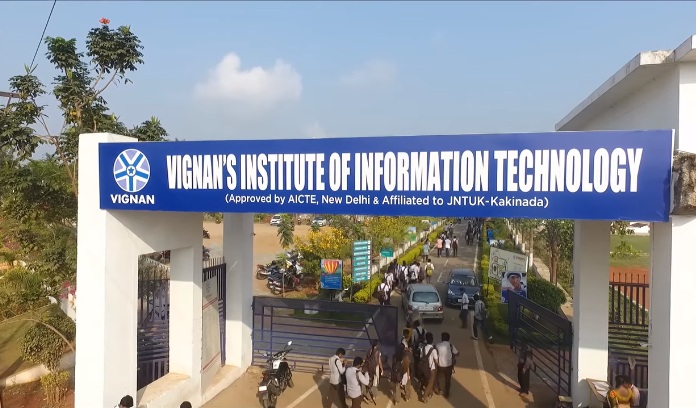 VIGNAN'S INSTITUTE OF INFORMATION TECHNOLOGY
(Approved by AICTE, New Delhi & Affiliated to JNTUK-Kakinada)
VIGNAN